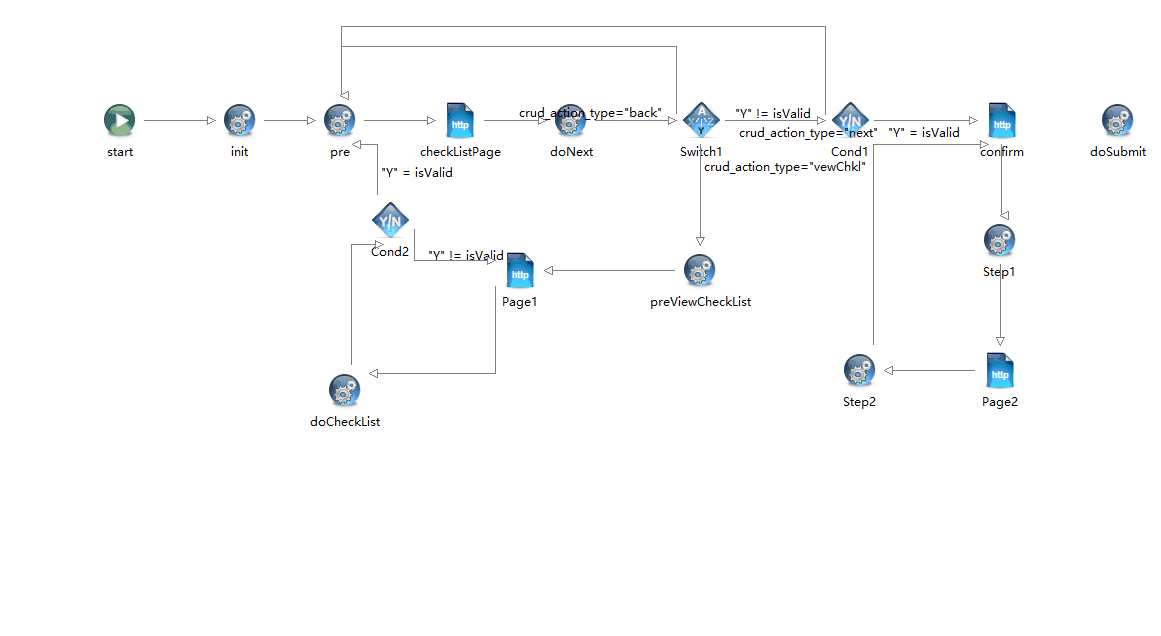 crud_action_type="back"
"Y" != isValid
http
A
X
Z
Y
Y/N
http
crud_action_type="next"
"Y" = isValid
start
init
pre
checkListPage
doNext
Switch1
Cond1
confirm
doSubmit
crud_action_type="vewChkl"
"Y" = isValid
Y/N
Cond2
"Y" != isValid
http
Step1
Page1
preViewCheckList
http
Step2
Page2
doCheckList